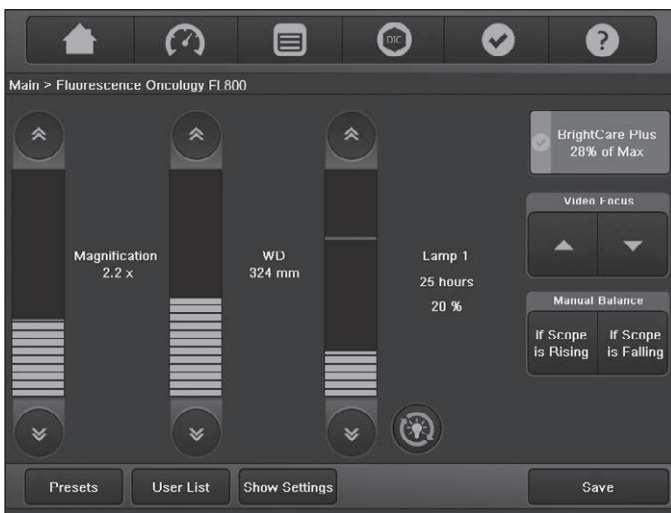 DIC
?
Main > Fluorescence Oncology FL800
BrightCare Plus
28% of Max
Video Focus
Magnification
2.2 x
WD
324 mm
Lamp 1
25 hours
20 %
Manual Balance
If Scope
is Rising
If Scope
is Falling
Presets
User List
Show Settings
Save